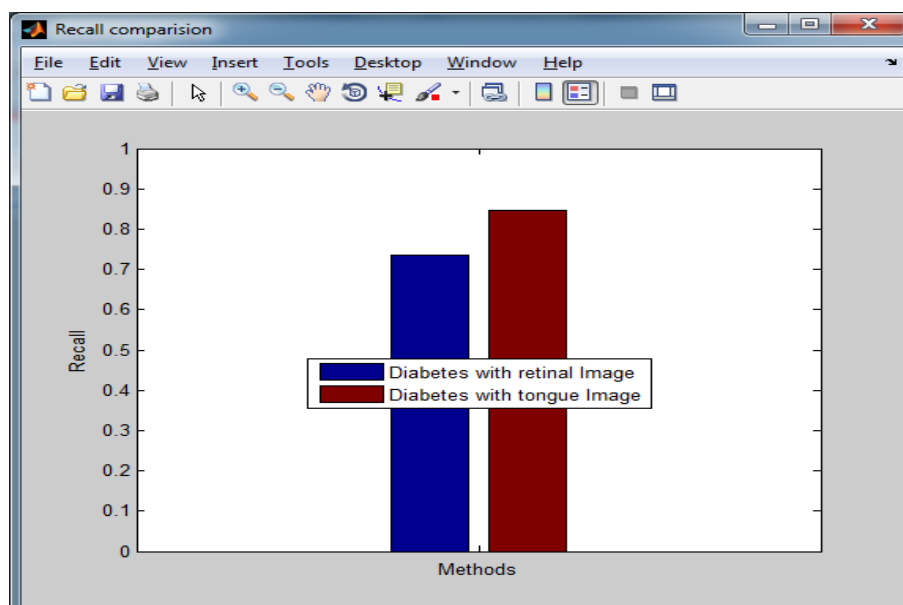 Recall comparision
File Edit View Insert Tools Desktop Window Help
1
0.9
0.8
0.7
0.6
0.5
0.4
0.3
0.2
0.1
0
Recall
Diabetes with retinal Image
Diabetes with tongue Image
Methods